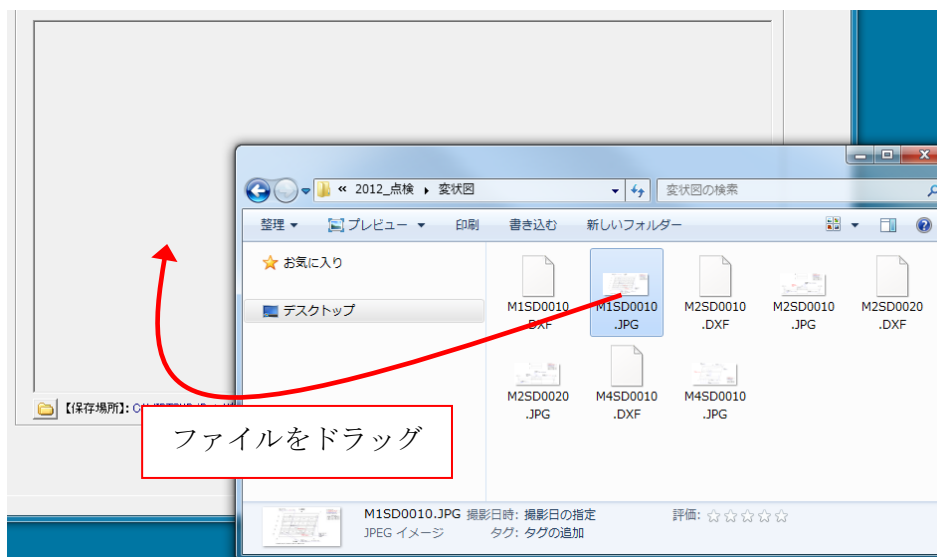 « 2012_点検 ▸ 変状図
変状図の検索
整理 ▼ プレビュー ▼ 印刷 書き込む 新しいフォルダー
お気に入り
デスクトップ
M1SD0010 .DXF
M1SD0010 .JPG
M2SD0010 .DXF
M2SD0010 .JPG
M2SD0020 .DXF
M2SD0020 .JPG
M4SD0010 .DXF
M4SD0010 .JPG
【保存場所】:
ファイルをドラッグ
M1SD0010.JPG 撮影日時: 撮影日の指定 評価: ☆☆☆☆☆
JPEG イメージ タグ: タグの追加